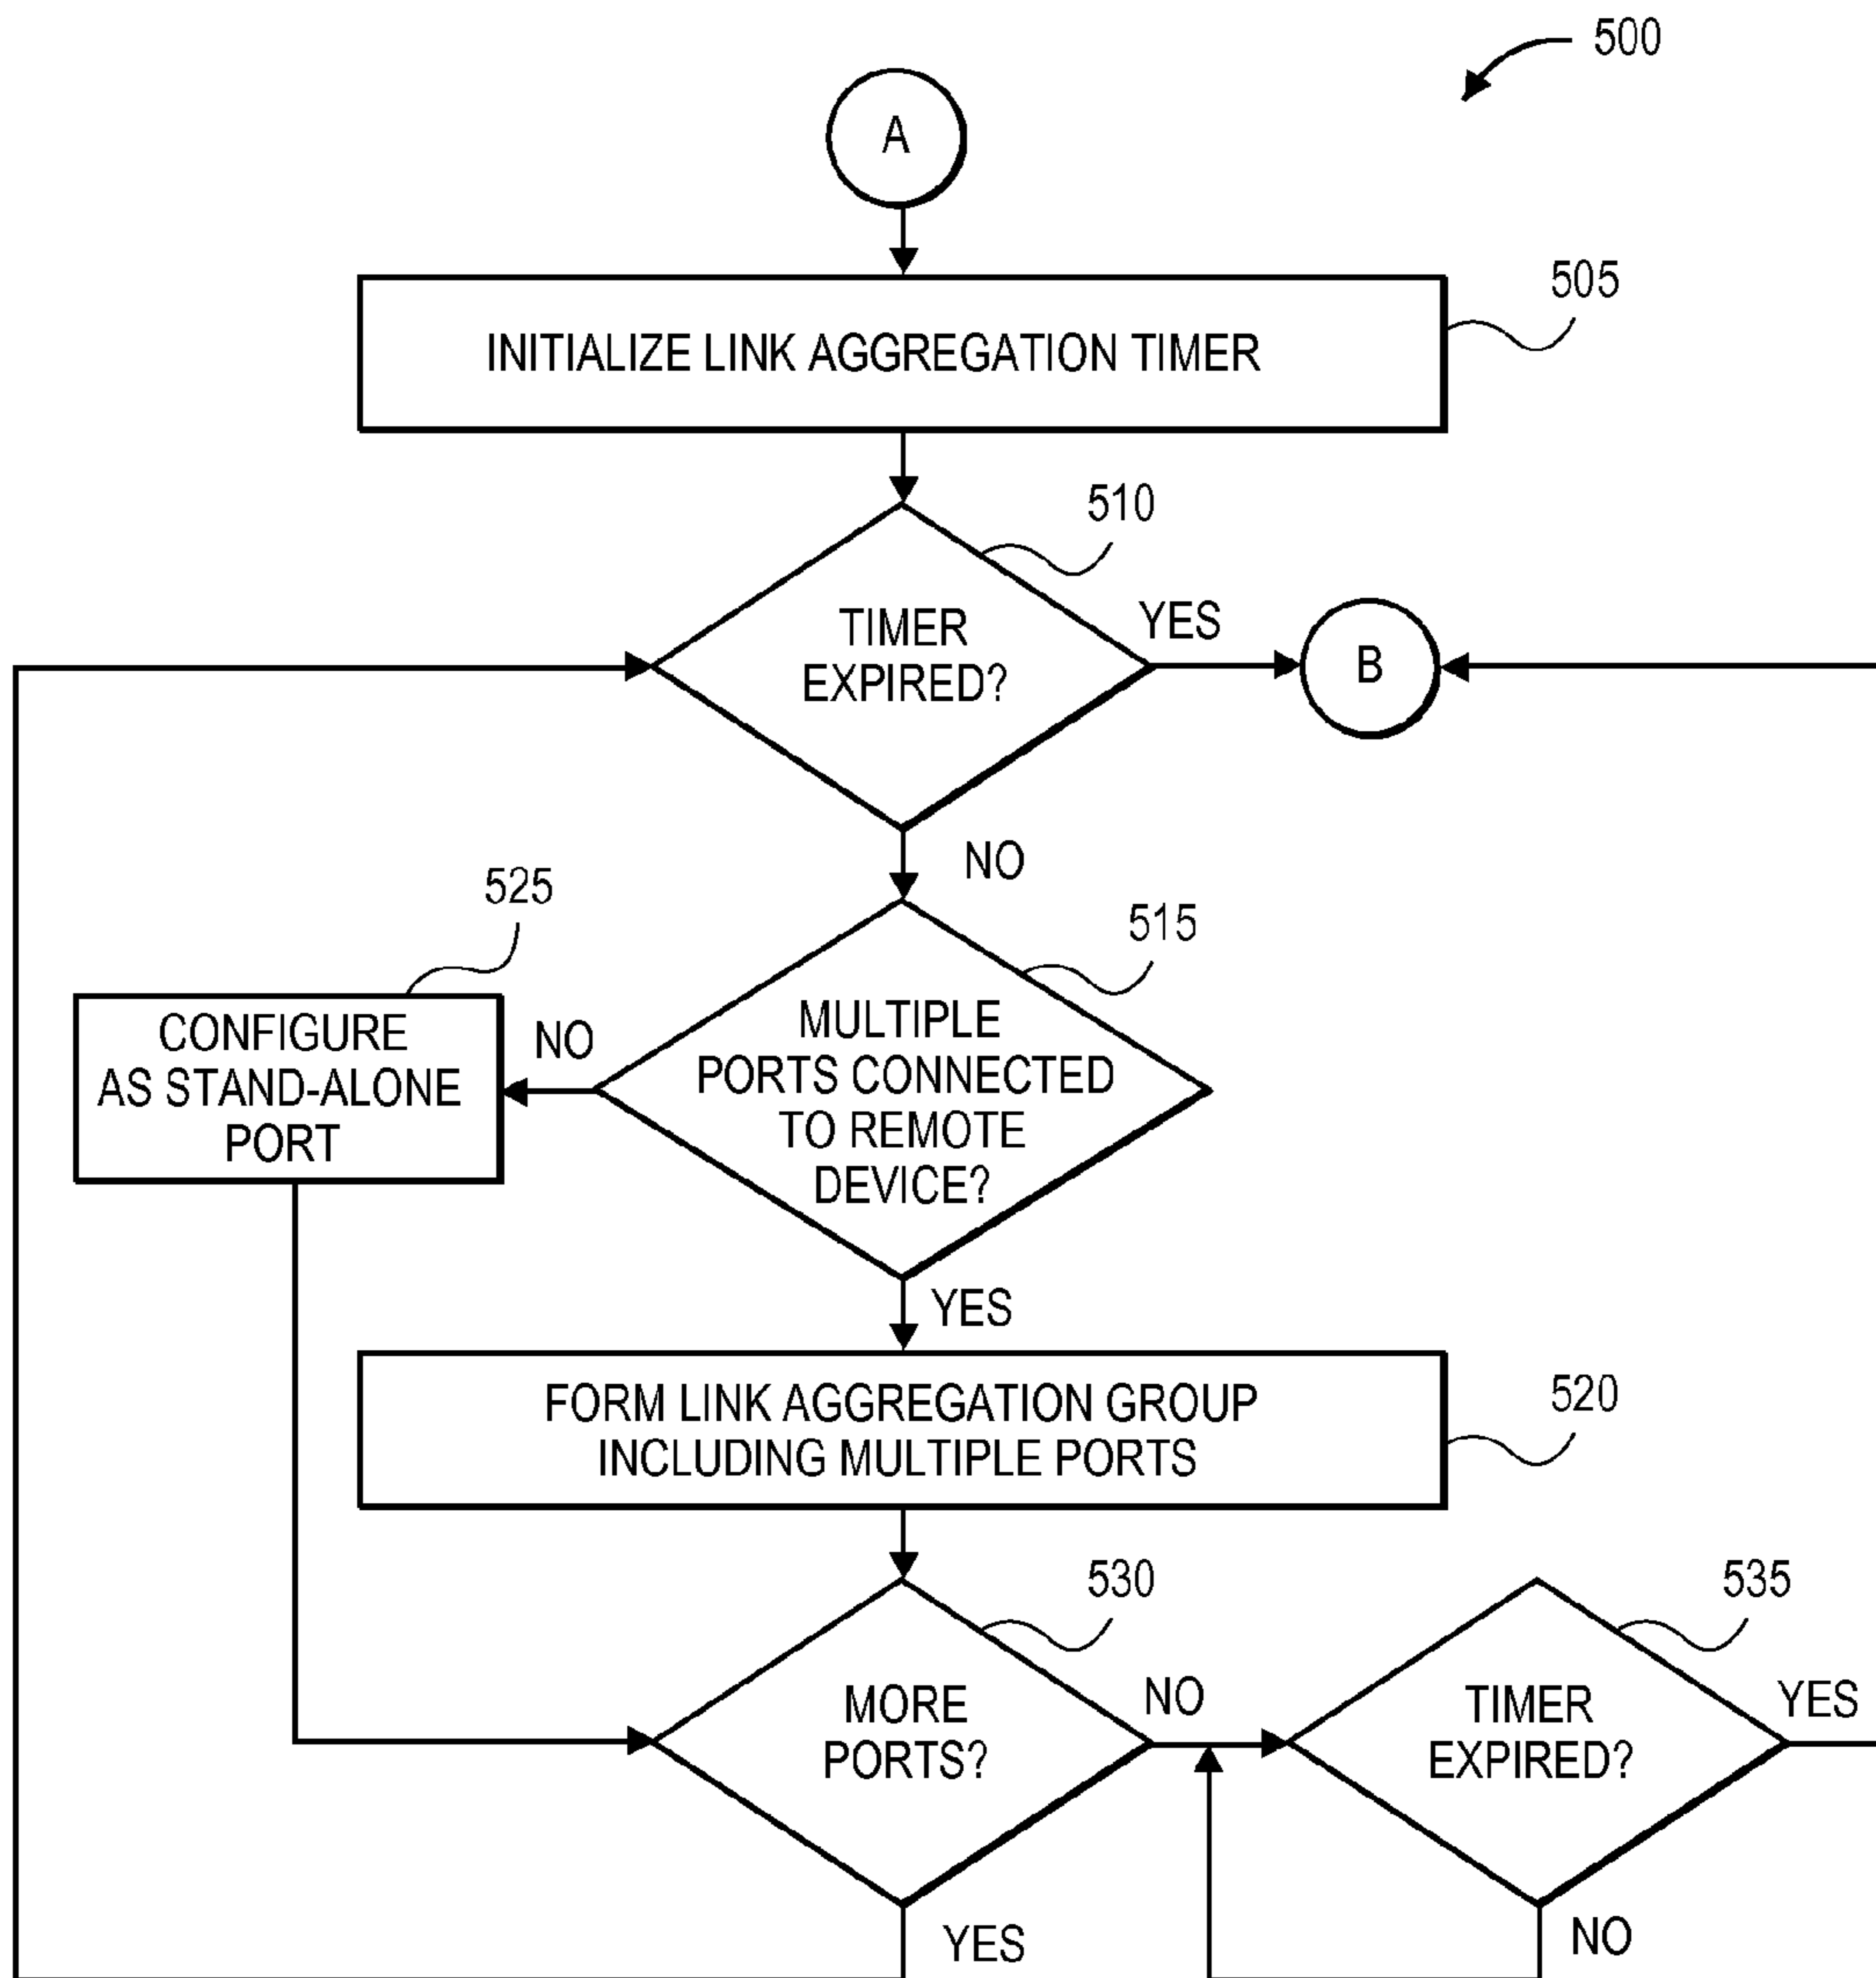 500
A
505
INITIALIZE LINK AGGREGATION TIMER
510
TIMER
EXPIRED?
YES
B
NO
525
515
CONFIGURE
AS STAND-ALONE
PORT
NO
MULTIPLE
PORTS CONNECTED
TO REMOTE
DEVICE?
YES
520
FORM LINK AGGREGATION GROUP
INCLUDING MULTIPLE PORTS
530
535
MORE
PORTS?
NO
TIMER
EXPIRED?
YES
YES
NO